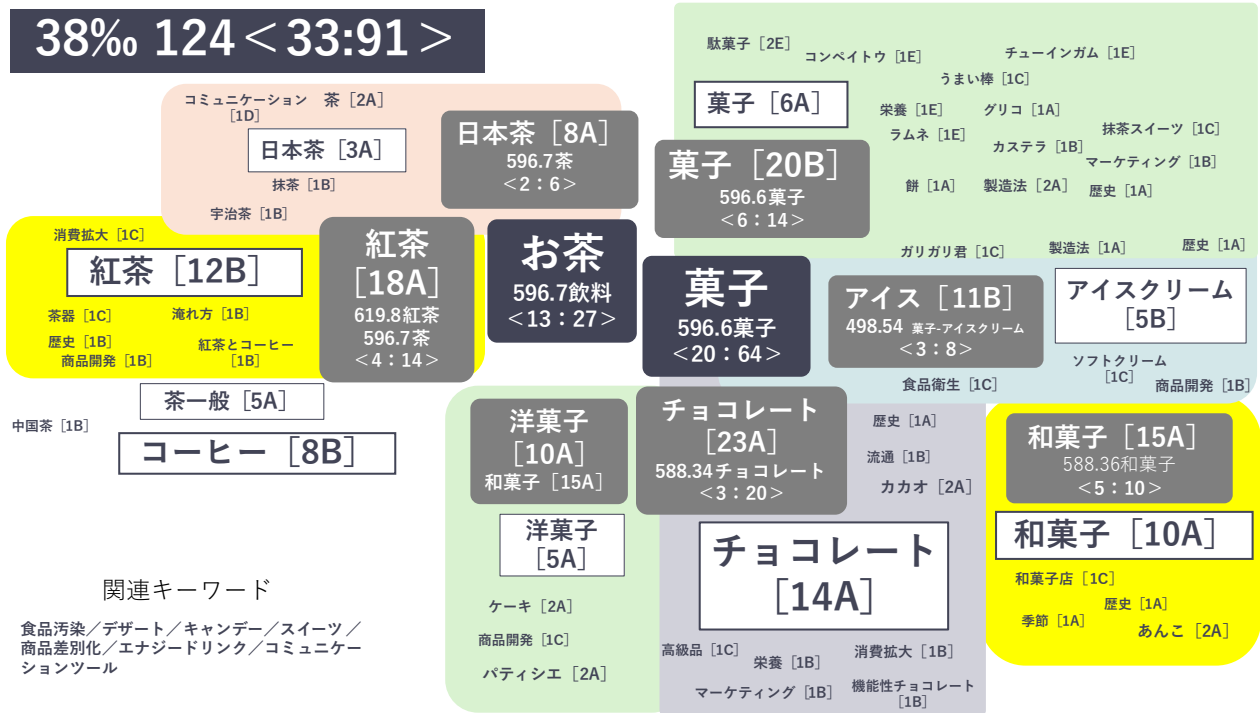 38‰ 124＜33:91＞
コミュニケーション
［1D］
茶［2A］
日本茶［3A］
抹茶［1B］
宇治茶［1B］
日本茶［8A］
596.7茶
＜2：6＞
消費拡大［1C］
紅茶［12B］
茶器［1C］
淹れ方［1B］
歴史［1B］
商品開発［1B］
紅茶とコーヒー
［1B］
紅茶
［18A］
619.8紅茶
596.7茶
＜4：14＞
お茶
596.7飲料
＜13：27＞
茶一般［5A］
中国茶［1B］
コーヒー［8B］
駄菓子［2E］
コンペイトウ［1E］
チューインガム［1E］
うまい棒［1C］
菓子［6A］
栄養［1E］
グリコ［1A］
ラムネ［1E］
抹茶スイーツ［1C］
カステラ［1B］
マーケティング［1B］
餅［1A］
製造法［2A］
歴史［1A］
菓子［20B］
596.6菓子
＜6：14＞
菓子
596.6菓子
＜20：64＞
ガリガリ君［1C］
製造法［1A］
歴史［1A］
アイス［11B］
498.54 菓子-アイスクリーム
＜3：8＞
アイスクリーム
［5B］
ソフトクリーム
［1C］
食品衛生［1C］
商品開発［1B］
洋菓子
［10A］
和菓子［15A］
洋菓子
［5A］
ケーキ［2A］
商品開発［1C］
パティシエ［2A］
チョコレート
［23A］
588.34チョコレート
＜3：20＞
歴史［1A］
流通［1B］
カカオ［2A］
チョコレート
［14A］
高級品［1C］
栄養［1B］
消費拡大［1B］
マーケティング［1B］
機能性チョコレート
［1B］
和菓子［15A］
588.36和菓子
＜5：10＞
和菓子［10A］
和菓子店［1C］
歴史［1A］
季節［1A］
あんこ［2A］
関連キーワード
食品汚染／デザート／キャンデー／スイーツ／
商品差別化／エナジードリンク／コミュニケー
ションツール